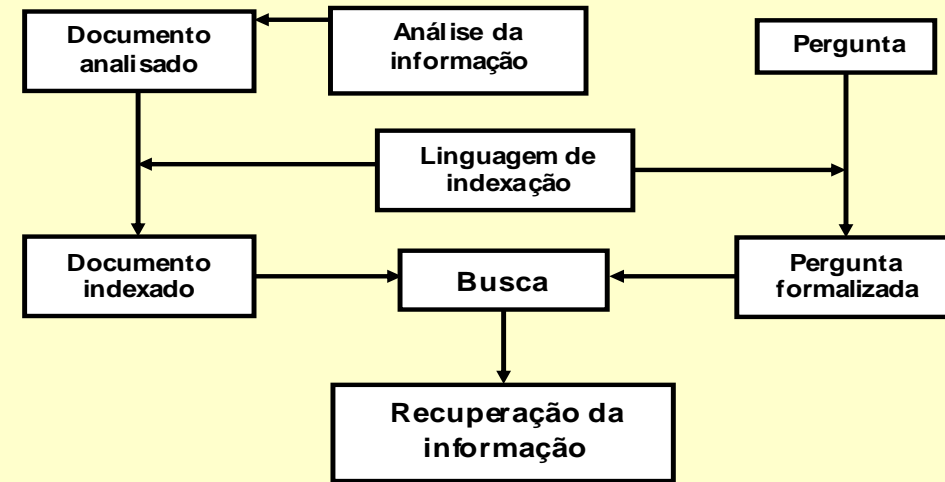 Documento
analisado
Análise da
informação
Pergunta
Linguagem de
indexação
Documento
indexado
Busca
Pergunta
formalizada
Recuperação da
informação